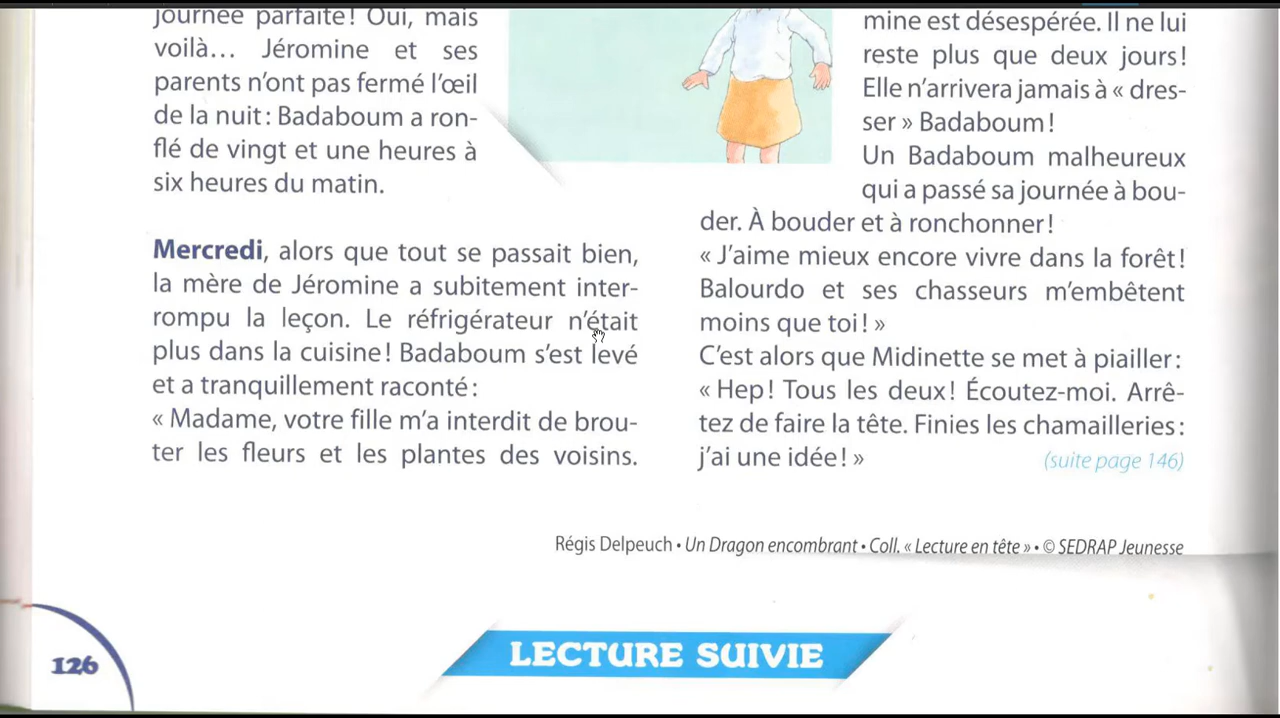 journée parfaite! Oui, mais
voilà... Jéromine et ses
parents n'ont pas fermé l'œil
de la nuit: Badaboum a ron-
flé de vingt et une heures à
six heures du matin.
Mercredi, alors que tout se passait bien,
la mère de Jéromine a subitement inter-
rompu la leçon. Le réfrigérateur n'était
plus dans la cuisine! Badaboum s'est levé
et a tranquillement raconté:
« Madame, votre fille m'a interdit de brou-
ter les fleurs et les plantes des voisins.
mine est désespérée. Il ne lui
reste plus que deux jours!
Elle n'arrivera jamais à « dres-
ser » Badaboum!
Un Badaboum malheureux
qui a passé sa journée à bou-
der. À bouder et à ronchonner!
« J'aime mieux encore vivre dans la forêt!
Balourdo et ses chasseurs m'embêtent
moins que toi! »
C'est alors que Midinette se met à piailler:
« Hep! Tous les deux! Écoutez-moi. Arrê-
tez de faire la tête. Finies les chamailleries:
j'ai une idée! »
(suite page 146)
Régis Delpeuch • Un Dragon encombrant • Coll. « Lecture en tête » • © SEDRAP Jeunesse
126
LECTURE SUIVIE